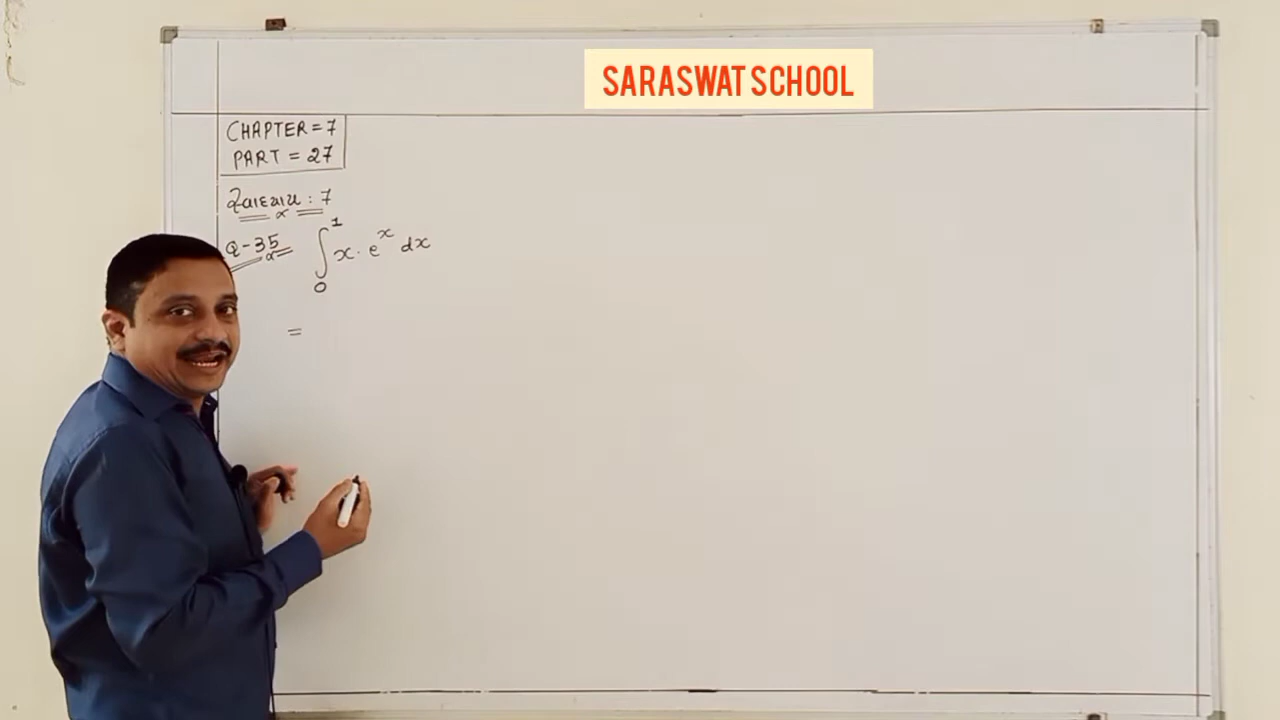 SARASWAT SCHOOL
CHAPTER = 7
PART = 27
સ્વાધ્યાય : 7
Q-35 ∫₀¹ x · eˣ dx
=